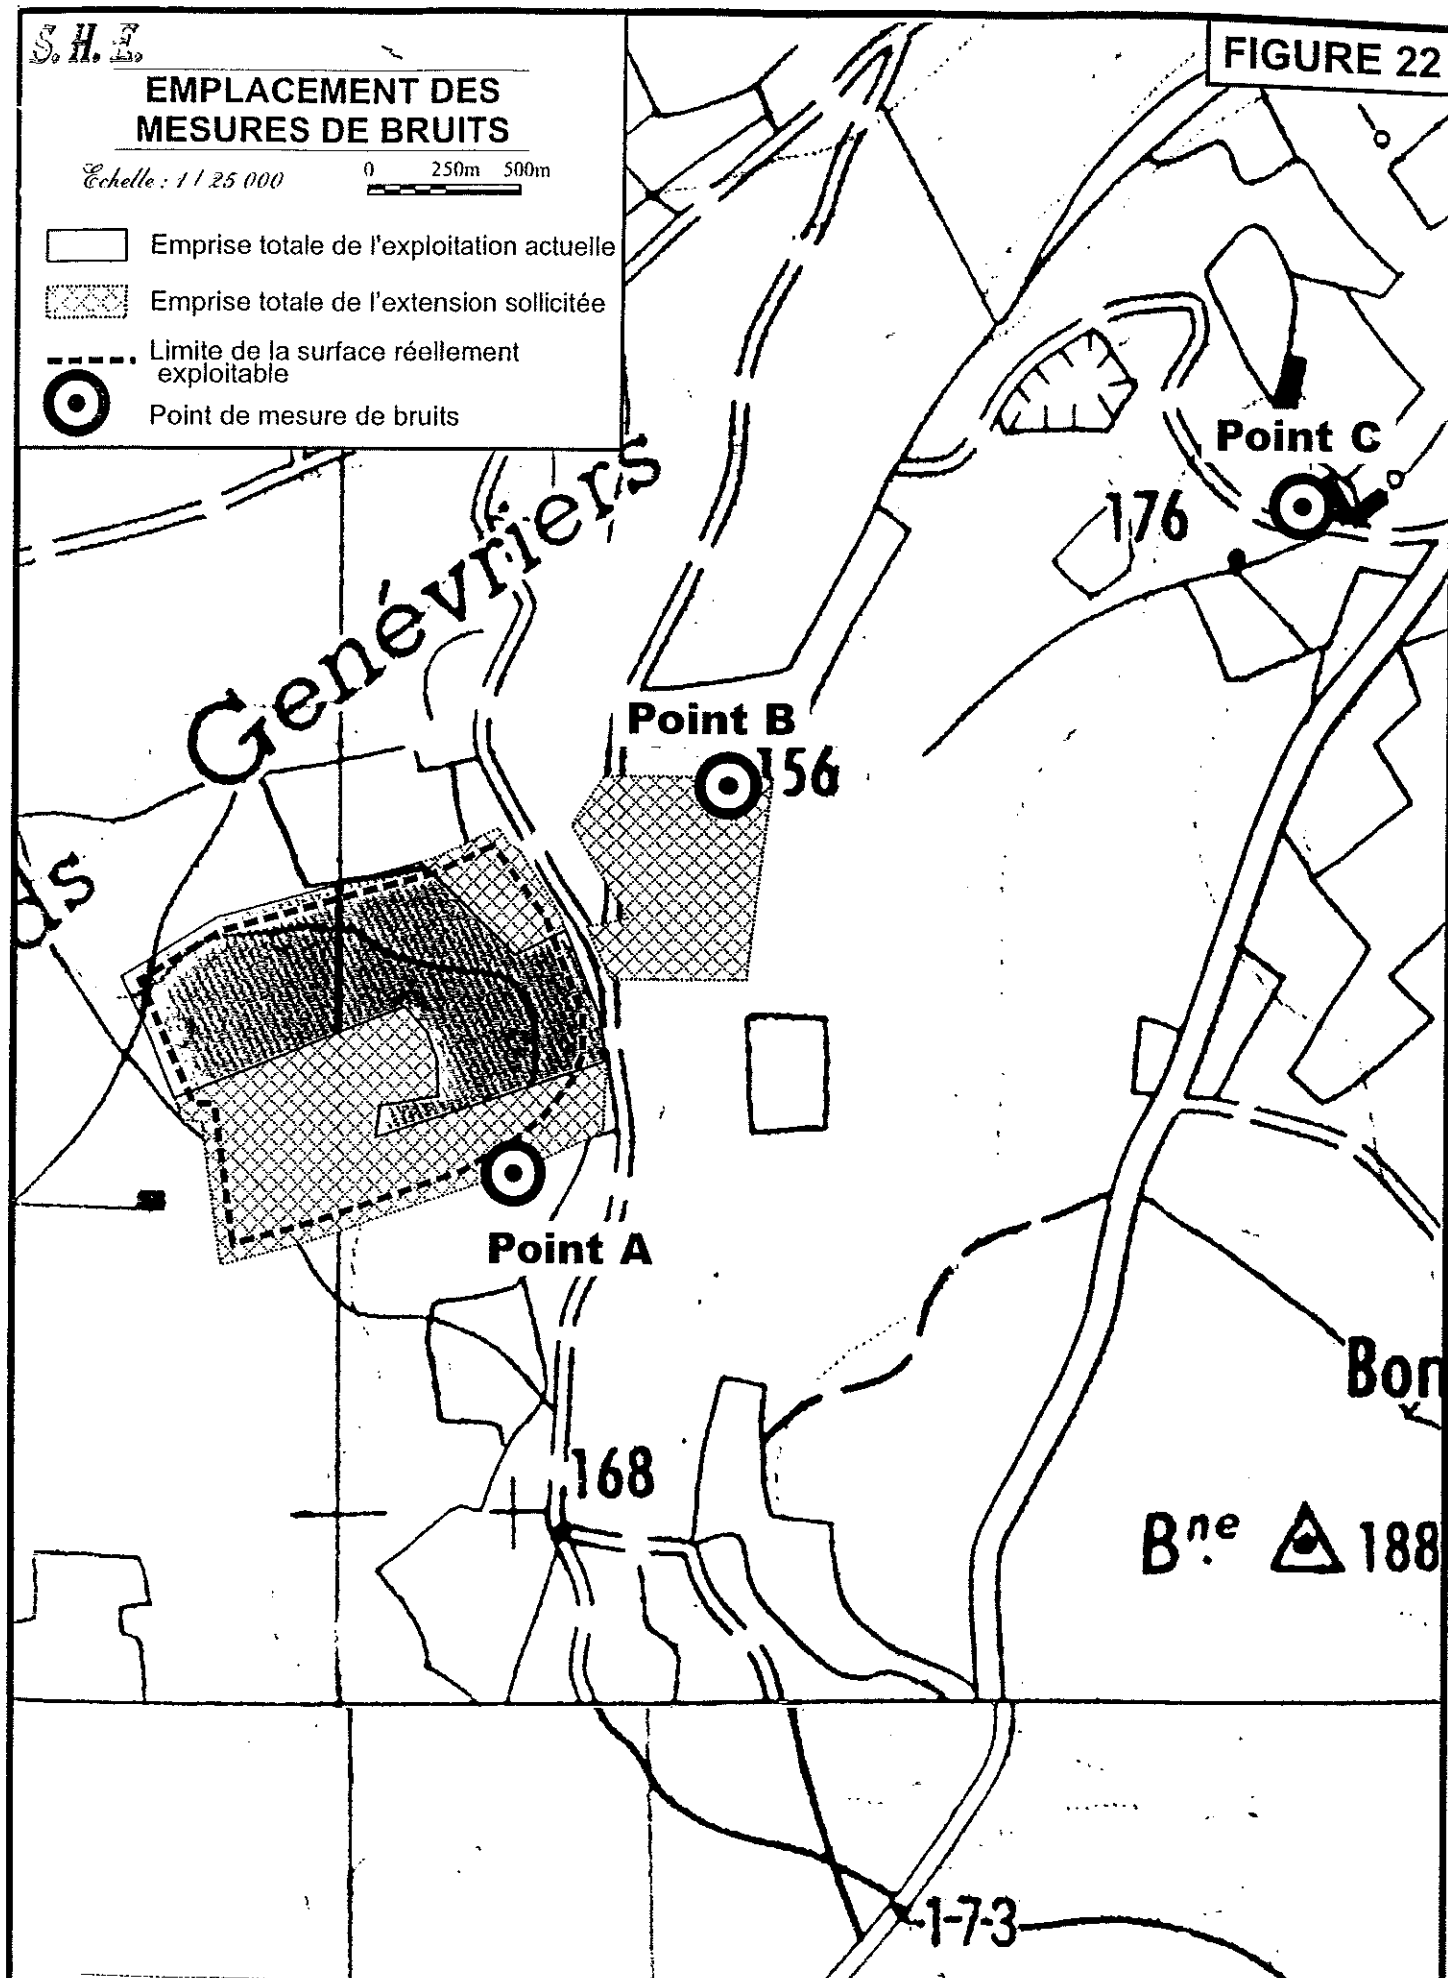 S. H. E.
FIGURE 22
EMPLACEMENT DES
MESURES DE BRUITS
Echelle : 1 / 25 000
0 250m 500m
Emprise totale de l'exploitation actuelle
Emprise totale de l'extension sollicitée
Limite de la surface réellement
exploitable
Point de mesure de bruits
Point C
176
Genévriers
Point B
156
ds
Point A
Bon
168
Bne 188
1-7-3